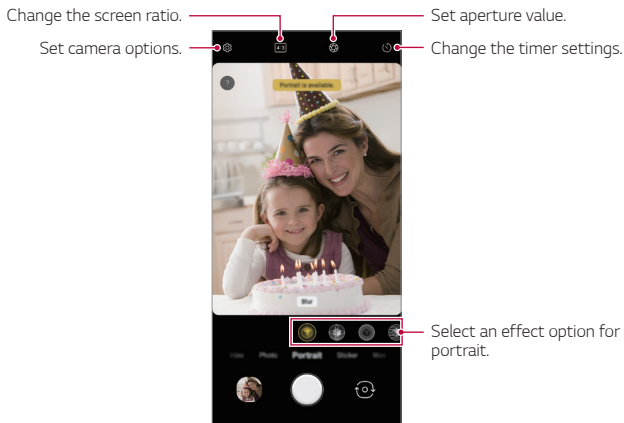 Change the screen ratio.
Set aperture value.
Set camera options.
4:3
Change the timer settings.
?
Portrait is available.
Blur
Select an effect option for
portrait.
Video Photo Portrait Sticker More